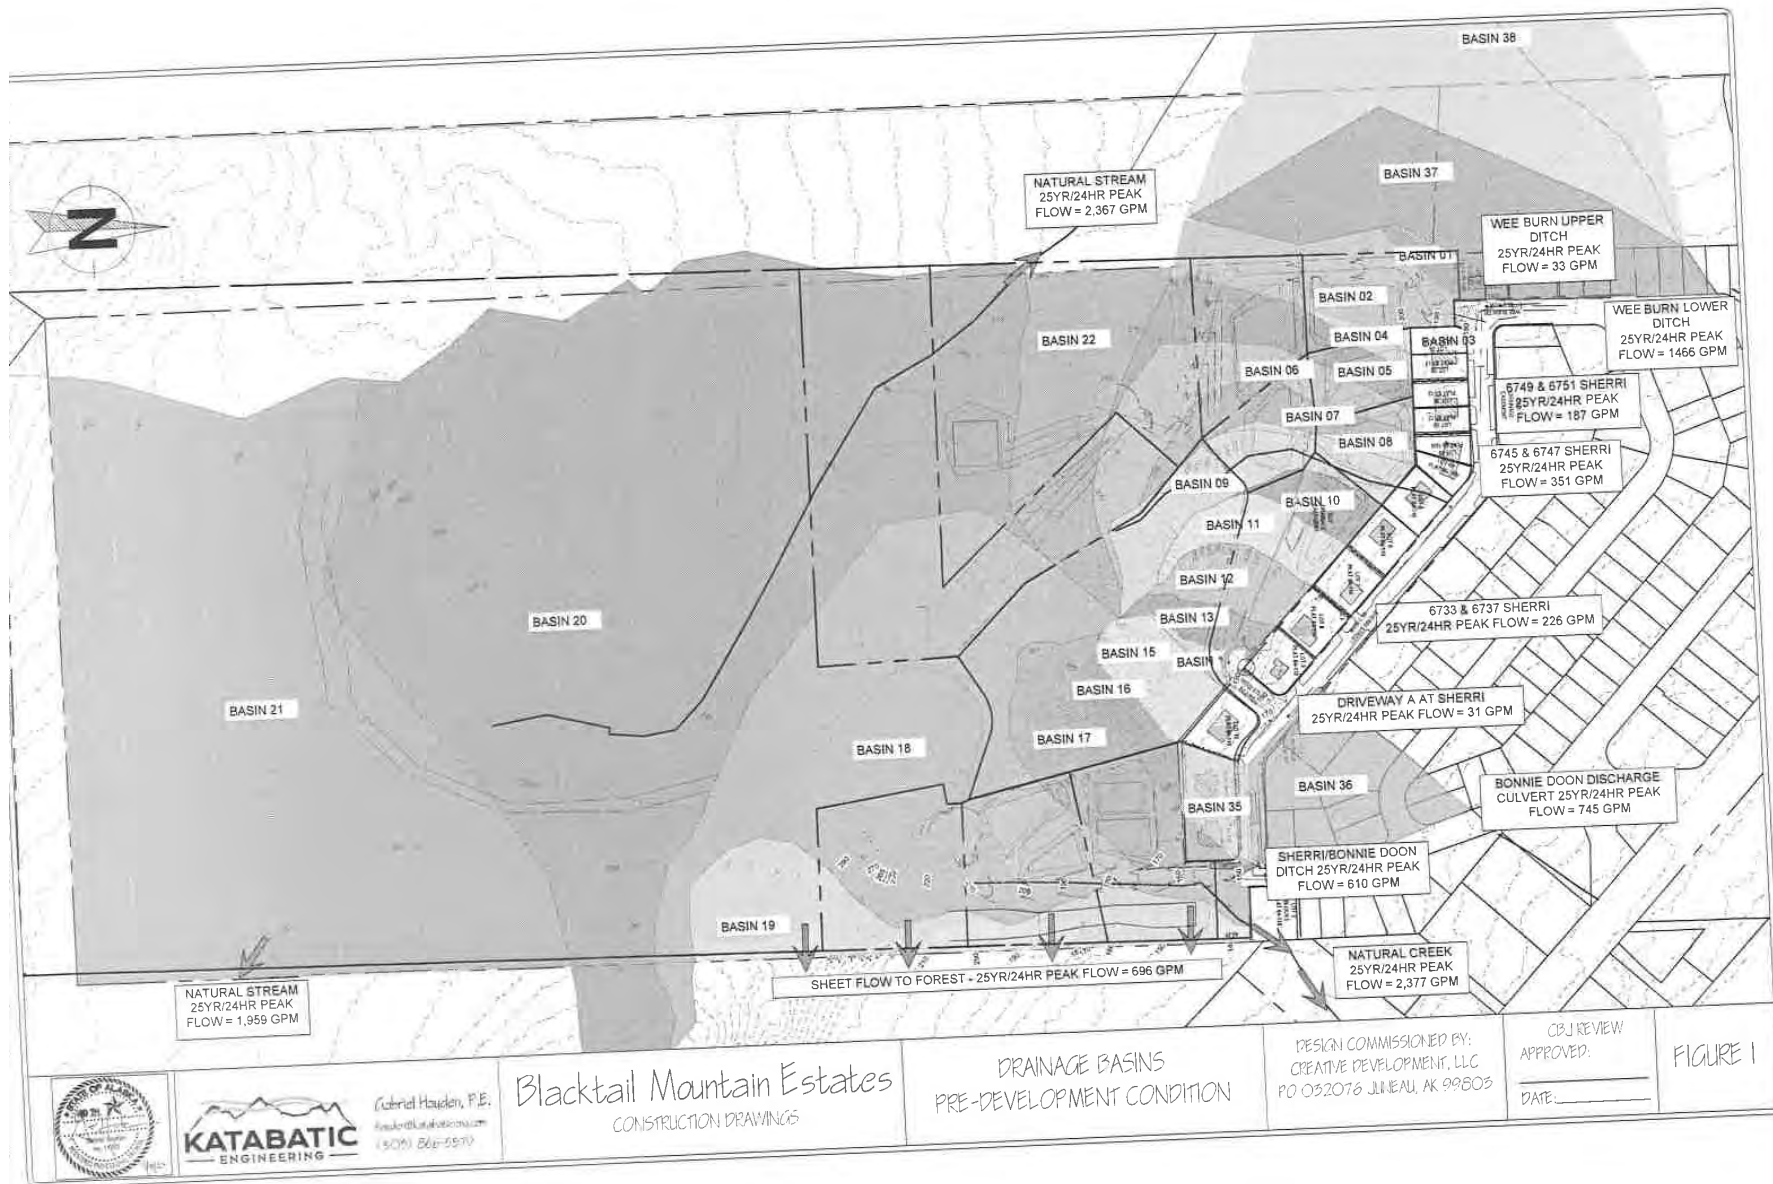 BASIN 38
BASIN 37
NATURAL STREAM
25YR/24HR PEAK
FLOW = 2,367 GPM
N
WEE BURN UPPER
DITCH
25YR/24HR PEAK
FLOW = 33 GPM
BASIN 01
BASIN 02
BASIN 04
BASIN 03
WEE BURN LOWER
DITCH
25YR/24HR PEAK
FLOW = 1466 GPM
BASIN 22
BASIN 06
BASIN 05
6749 & 6751 SHERRI
25YR/24HR PEAK
FLOW = 187 GPM
BASIN 07
BASIN 08
6745 & 6747 SHERRI
25YR/24HR PEAK
FLOW = 351 GPM
BASIN 09
BASIN 10
BASIN 11
BASIN 12
BASIN 13
6733 & 6737 SHERRI
25YR/24HR PEAK FLOW = 226 GPM
BASIN 20
BASIN 15
BASIN
BASIN 16
BASIN 21
DRIVEWAY A AT SHERRI
25YR/24HR PEAK FLOW = 31 GPM
BASIN 18
BASIN 17
BASIN 36
BASIN 35
BONNIE DOON DISCHARGE
CULVERT 25YR/24HR PEAK
FLOW = 745 GPM
SHERRI/BONNIE DOON
DITCH 25YR/24HR PEAK
FLOW = 610 GPM
BASIN 19
SHEET FLOW TO FOREST - 25YR/24HR PEAK FLOW = 696 GPM
NATURAL CREEK
25YR/24HR PEAK
FLOW = 2,377 GPM
NATURAL STREAM
25YR/24HR PEAK
FLOW = 1,959 GPM
STATE OF ALASKA
KATABATIC
ENGINEERING
Gabriel Hayden, P.E.
Blacktail Mountain Estates
CONSTRUCTION DRAWINGS
DRAINAGE BASINS
PRE-DEVELOPMENT CONDITION
DESIGN COMMISSIONED BY:
CREATIVE DEVELOPMENT, LLC
PO 032076 JUNEAU, AK 99803
CBJ REVIEW
APPROVED:
DATE:
FIGURE 1